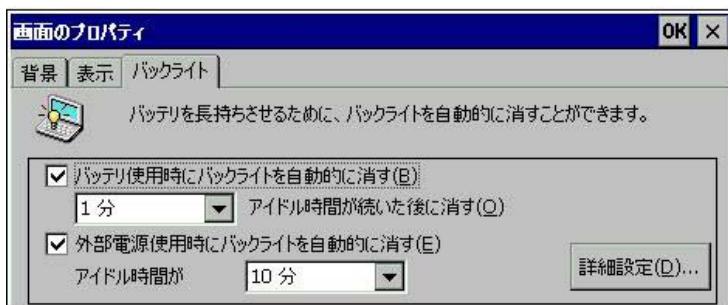 画面のプロパティ OK ×
背景 表示 バックライト
バッテリを長持ちさせるために、バックライトを自動的に消すことができます。
バッテリ使用時にバックライトを自動的に消す(B)
1 分 アイドル時間が続いた後に消す(O)
外部電源使用時にバックライトを自動的に消す(E)
アイドル時間が 10 分 詳細設定(D)...